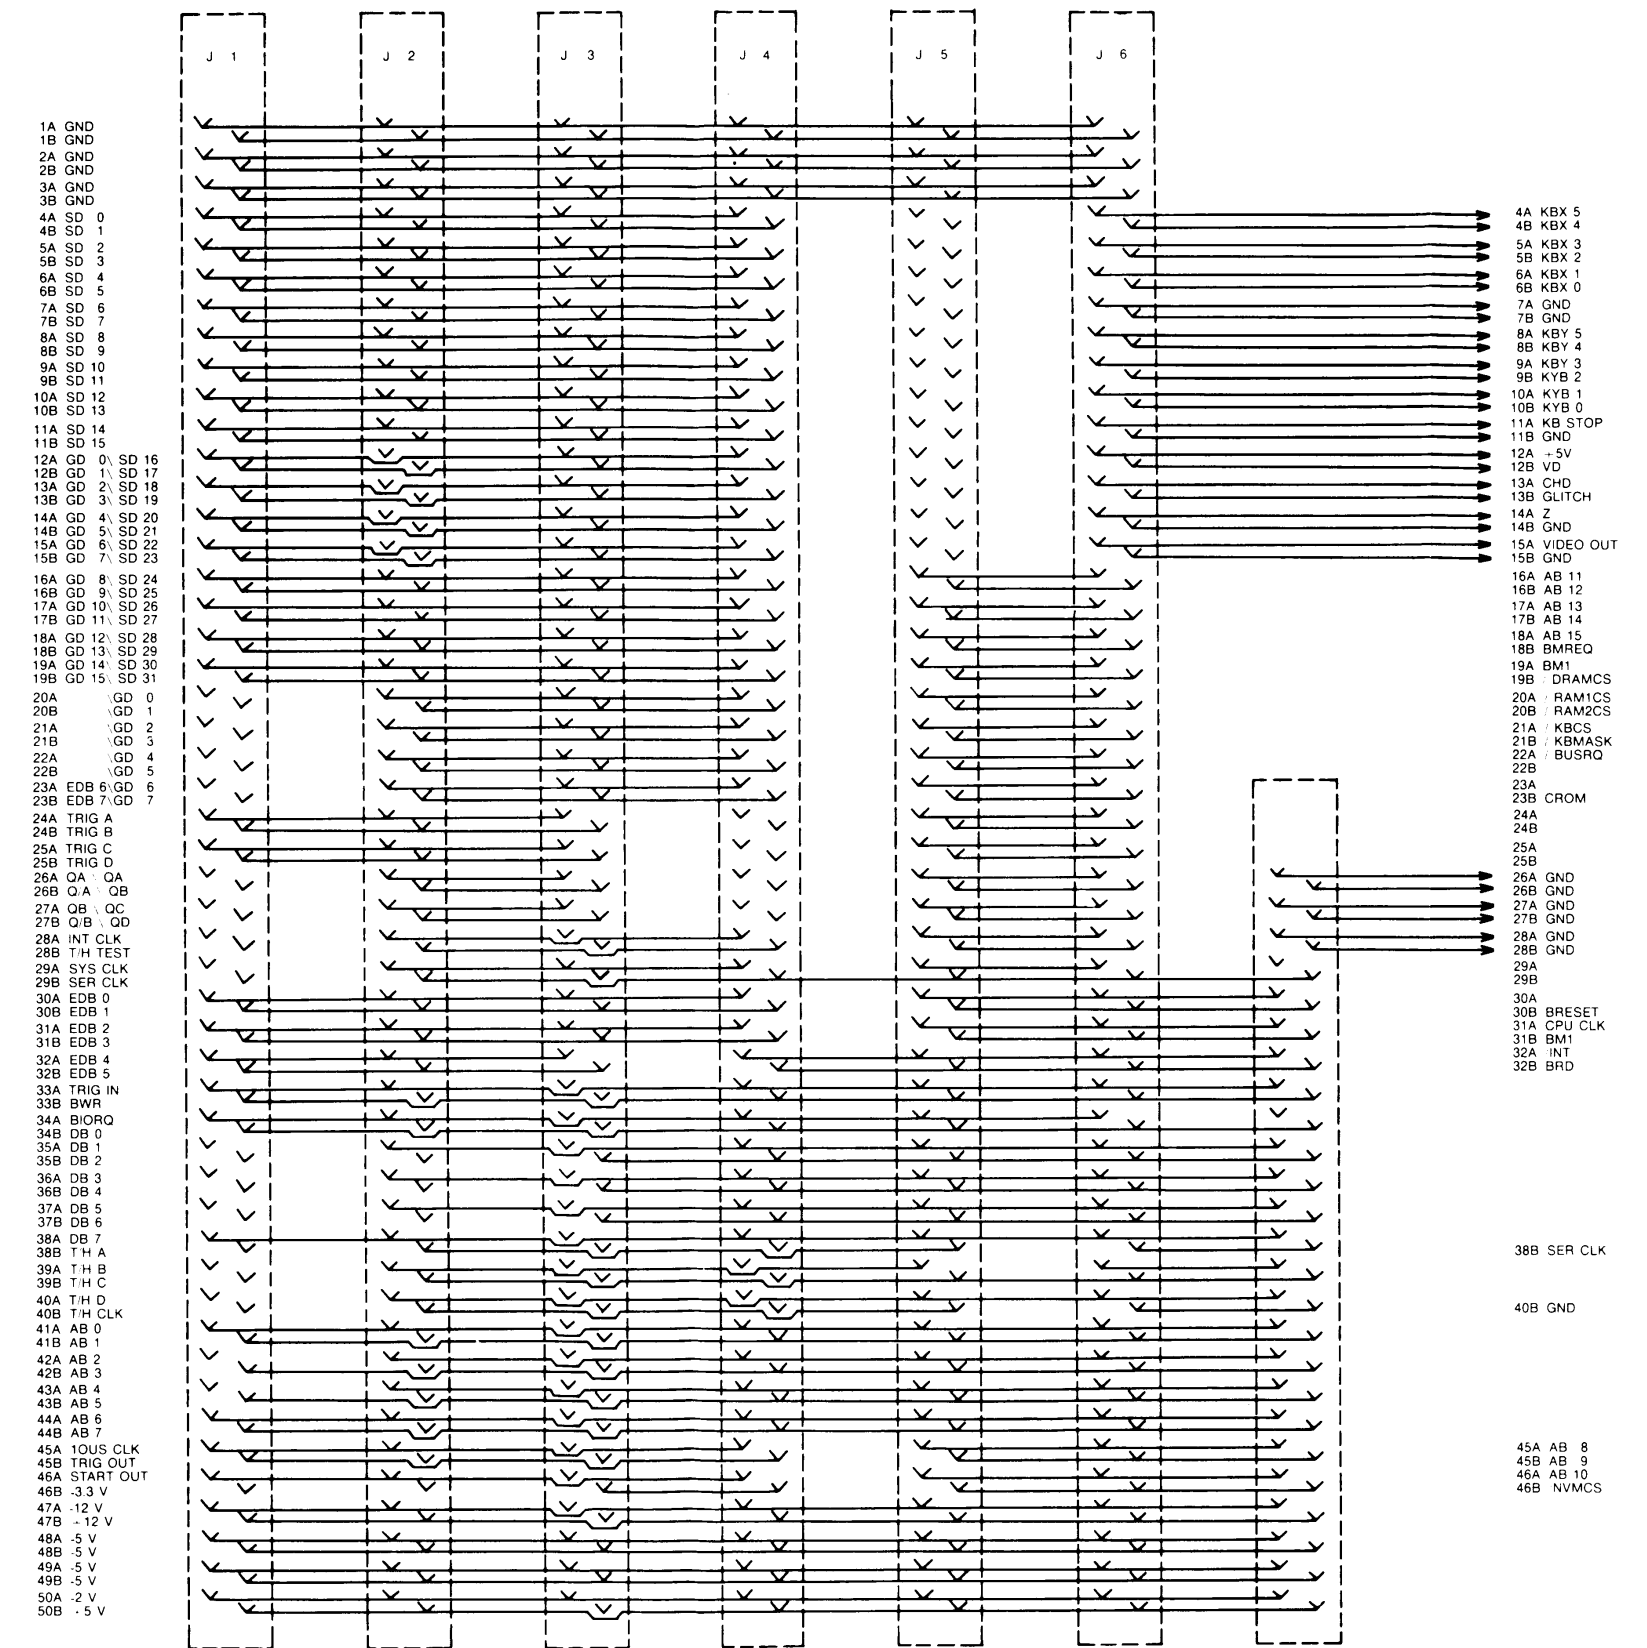 J 1 J 2 J 3 J 4 J 5 J 6
1A GND
1B GND
2A GND
2B GND
3A GND
3B GND
4A SD 0
4B SD 1
5A SD 2
5B SD 3
6A SD 4
6B SD 5
7A SD 6
7B SD 7
8A SD 8
8B SD 9
9A SD 10
9B SD 11
10A SD 12
10B SD 13
11A SD 14
11B SD 15
12A GD 0\ SD 16
12B GD 1\ SD 17
13A GD 2\ SD 18
13B GD 3\ SD 19
14A GD 4\ SD 20
14B GD 5\ SD 21
15A GD 6\ SD 22
15B GD 7\ SD 23
16A GD 8\ SD 24
16B GD 9\ SD 25
17A GD 10\ SD 26
17B GD 11\ SD 27
18A GD 12\ SD 28
18B GD 13\ SD 29
19A GD 14\ SD 30
19B GD 15\ SD 31
20A \GD 0
20B \GD 1
21A \GD 2
21B \GD 3
22A \GD 4
22B \GD 5
23A EDB 6\GD 6
23B EDB 7\GD 7
24A TRIG A
24B TRIG B
25A TRIG C
25B TRIG D
26A QA \ QA
26B Q/A \ QB
27A QB \ QC
27B Q/B \ QD
28A INT CLK
28B T/H TEST
29A SYS CLK
29B SER CLK
30A EDB 0
30B EDB 1
31A EDB 2
31B EDB 3
32A EDB 4
32B EDB 5
33A TRIG IN
33B BWR
34A BIORQ
34B DB 0
35A DB 1
35B DB 2
36A DB 3
36B DB 4
37A DB 5
37B DB 6
38A DB 7
38B T/H A
39A T/H B
39B T/H C
40A T/H D
40B T/H CLK
41A AB 0
41B AB 1
42A AB 2
42B AB 3
43A AB 4
43B AB 5
44A AB 6
44B AB 7
45A 10US CLK
45B TRIG OUT
46A START OUT
46B -3.3 V
47A -12 V
47B +12 V
48A -5 V
48B -5 V
49A -5 V
49B -5 V
50A -2 V
50B 5 V
4A KBX 5
4B KBX 4
5A KBX 3
5B KBX 2
6A KBX 1
6B KBX 0
7A GND
7B GND
8A KBY 5
8B KBY 4
9A KBY 3
9B KYB 2
10A KYB 1
10B KYB 0
11A KB STOP
11B GND
12A +5V
12B VD
13A CHD
13B GLITCH
14A Z
14B GND
15A VIDEO OUT
15B GND
16A AB 11
16B AB 12
17A AB 13
17B AB 14
18A AB 15
18B BMREQ
19A BM1
19B / DRAMCS
20A / RAM1CS
20B / RAM2CS
21A / KBCS
21B / KBMASK
22A / BUSRQ
22B
23A
23B CROM
24A
24B
25A
25B
26A GND
26B GND
27A GND
27B GND
28A GND
28B GND
29A
29B
30A
30B BRESET
31A CPU CLK
31B BM1
32A INT
32B BRD
38B SER CLK
40B GND
45A AB 8
45B AB 9
46A AB 10
46B NVMCS